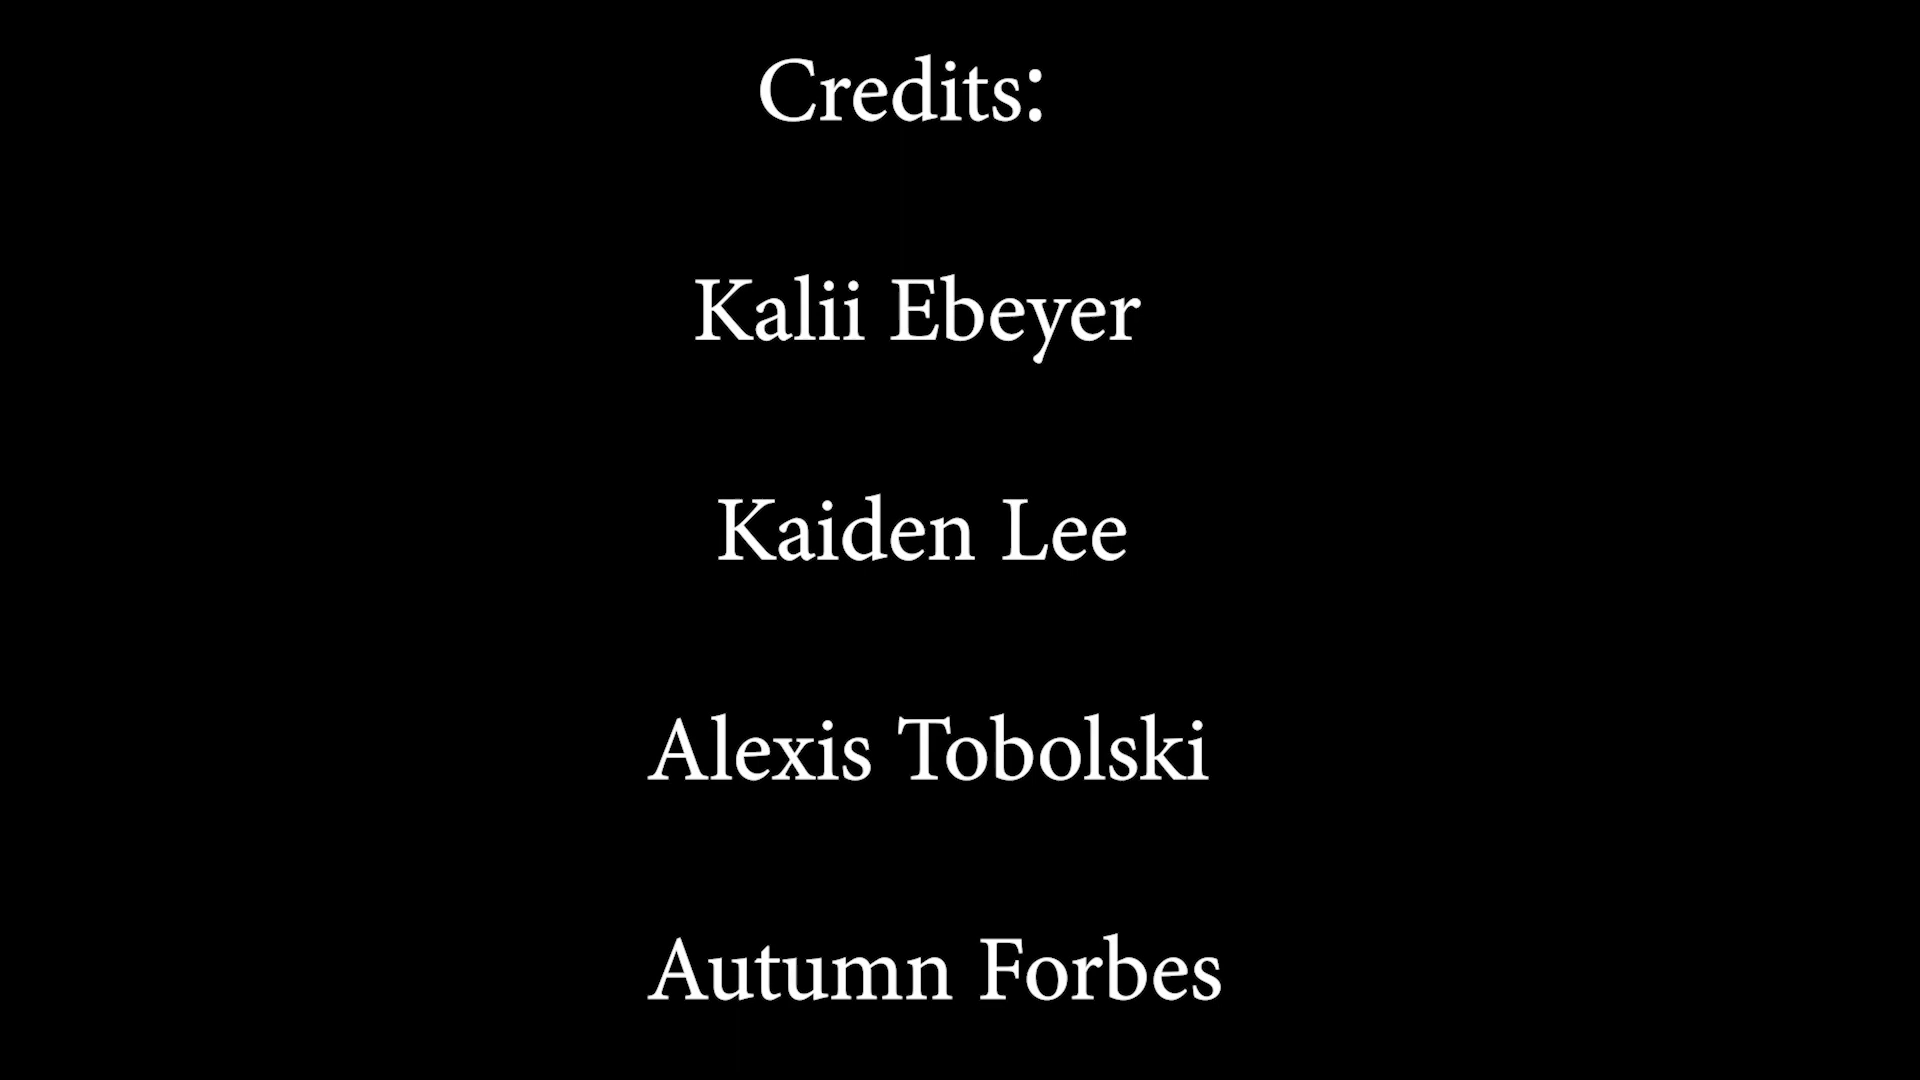 Credits:
Kalii Ebeyer
Kaiden Lee
Alexis Tobolski
Autumn Forbes